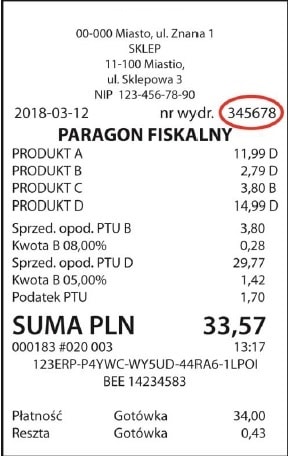 00-000 Miasto, ul. Znana 1
SKLEP
11-100 Miastio,
ul. Sklepowa 3
NIP 123-456-78-90
2018-03-12 nr wydr. 345678
PARAGON FISKALNY
PRODUKT A 11,99 D
PRODUKT B 2,79 D
PRODUKT C 3,80 B
PRODUKT D 14,99 D
Sprzed. opod. PTU B 3,80
Kwota B 08,00% 0,28
Sprzed. opod. PTU D 29,77
Kwota B 05,00% 1,42
Podatek PTU 1,70
SUMA PLN 33,57
000183 #020 003 13:17
123ERP-P4YWC-WY5UD-44RA6-1LPOI
BEE 14234583
Płatność Gotówka 34,00
Reszta Gotówka 0,43